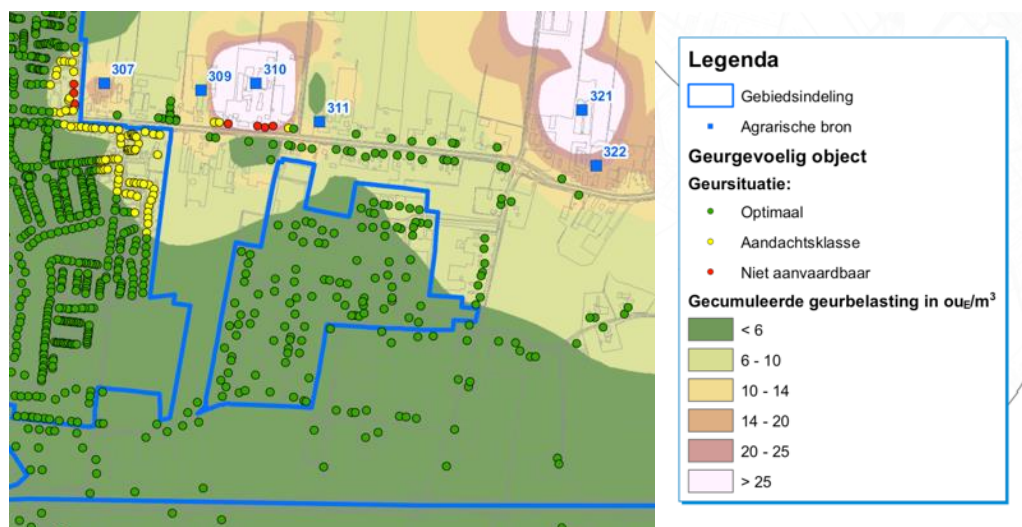 307
309
310
311
321
322
Legenda
Gebiedsindeling
Agrarische bron
Geurgevoelig object
Geursituatie:
Optimaal
Aandachtsklasse
Niet aanvaardbaar
Gecumuleerde geurbelasting in ouE/m³
< 6
6 - 10
10 - 14
14 - 20
20 - 25
> 25